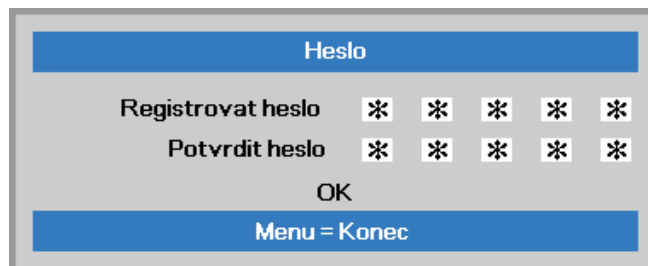 Heslo
Registrovat heslo * * * * *
Potvrdit heslo * * * * *
OK
Menu = Konec